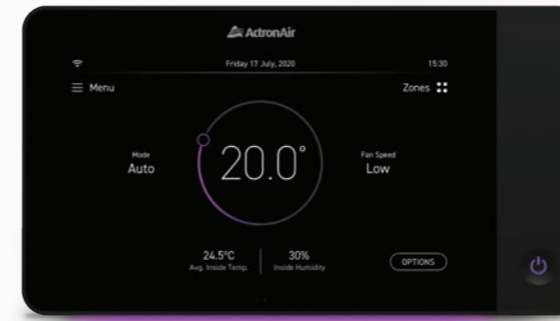 ActronAir
Friday 17 July, 2020
15:30
Menu
Zones
Mode
Auto
20.0°
Fan Speed
Low
24.5°C
Avg. Inside Temp.
30%
Inside Humidity
OPTIONS